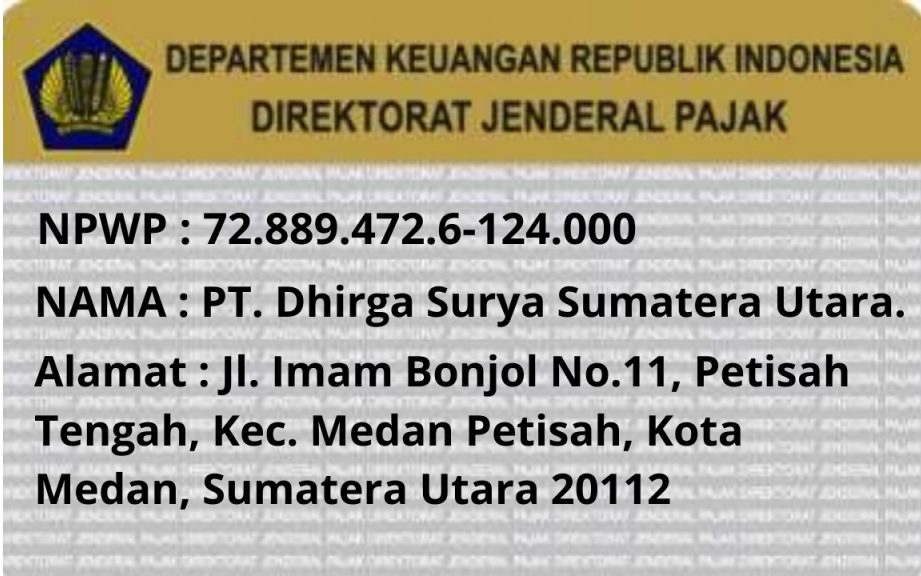 DEPARTEMEN KEUANGAN REPUBLIK INDONESIA
DIREKTORAT JENDERAL PAJAK
NPWP : 72.889.472.6-124.000
NAMA : PT. Dhirga Surya Sumatera Utara.
Alamat : Jl. Imam Bonjol No.11, Petisah
Tengah, Kec. Medan Petisah, Kota
Medan, Sumatera Utara 20112